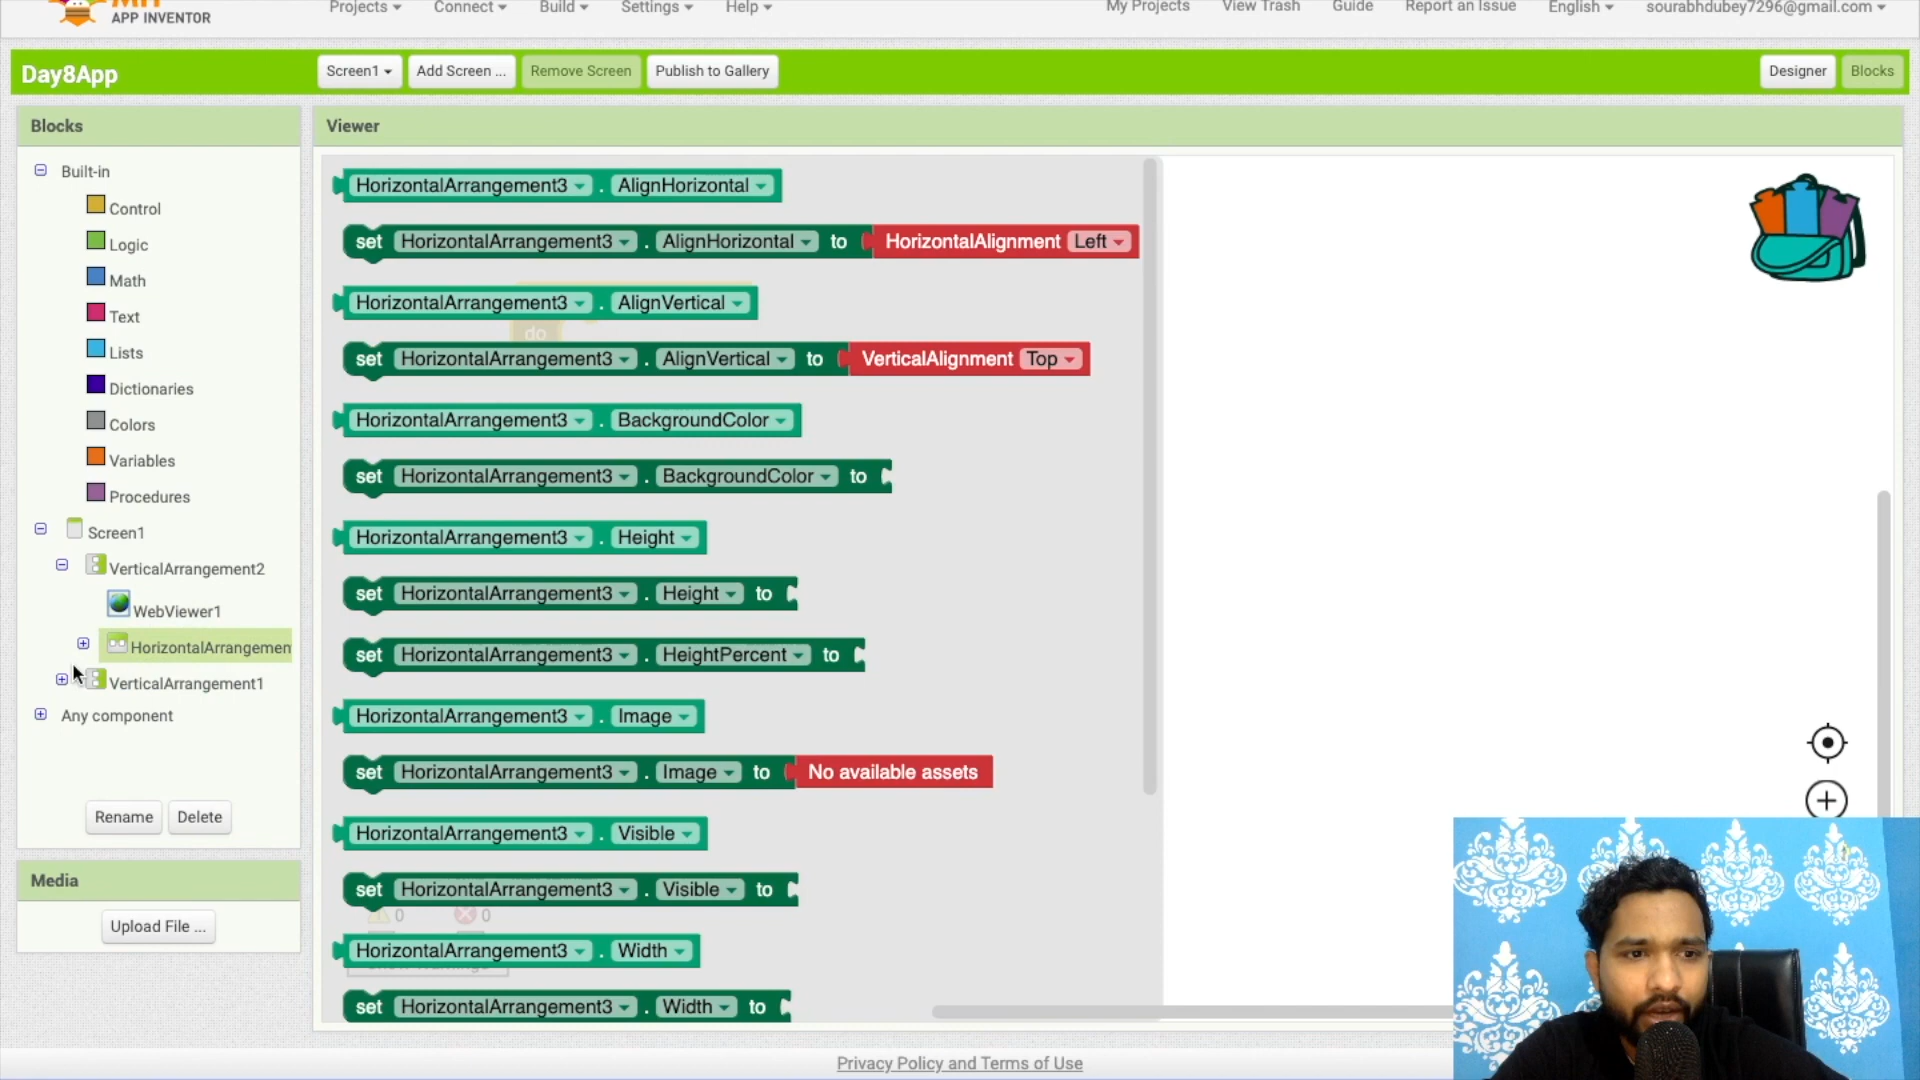 MIT
APP INVENTOR
Projects
Connect
Build
Settings
Help
My Projects
View Trash
Guide
Report an Issue
English
sourabhdubey7296@gmail.com
Day8App
Screen1
Add Screen ...
Remove Screen
Publish to Gallery
Designer
Blocks
Blocks
Viewer
Built-in
Control
Logic
Math
Text
Lists
Dictionaries
Colors
Variables
Procedures
Screen1
VerticalArrangement2
WebViewer1
HorizontalArrangemen
VerticalArrangement1
Any component
Rename
Delete
Media
Upload File ...
HorizontalArrangement3 . AlignHorizontal
set HorizontalArrangement3 . AlignHorizontal to HorizontalAlignment Left
HorizontalArrangement3 . AlignVertical
do
set HorizontalArrangement3 . AlignVertical to VerticalAlignment Top
HorizontalArrangement3 . BackgroundColor
set HorizontalArrangement3 . BackgroundColor to
HorizontalArrangement3 . Height
set HorizontalArrangement3 . Height to
set HorizontalArrangement3 . HeightPercent to
HorizontalArrangement3 . Image
set HorizontalArrangement3 . Image to No available assets
HorizontalArrangement3 . Visible
set HorizontalArrangement3 . Visible to
0 0
HorizontalArrangement3 . Width
set HorizontalArrangement3 . Width to
Privacy Policy and Terms of Use